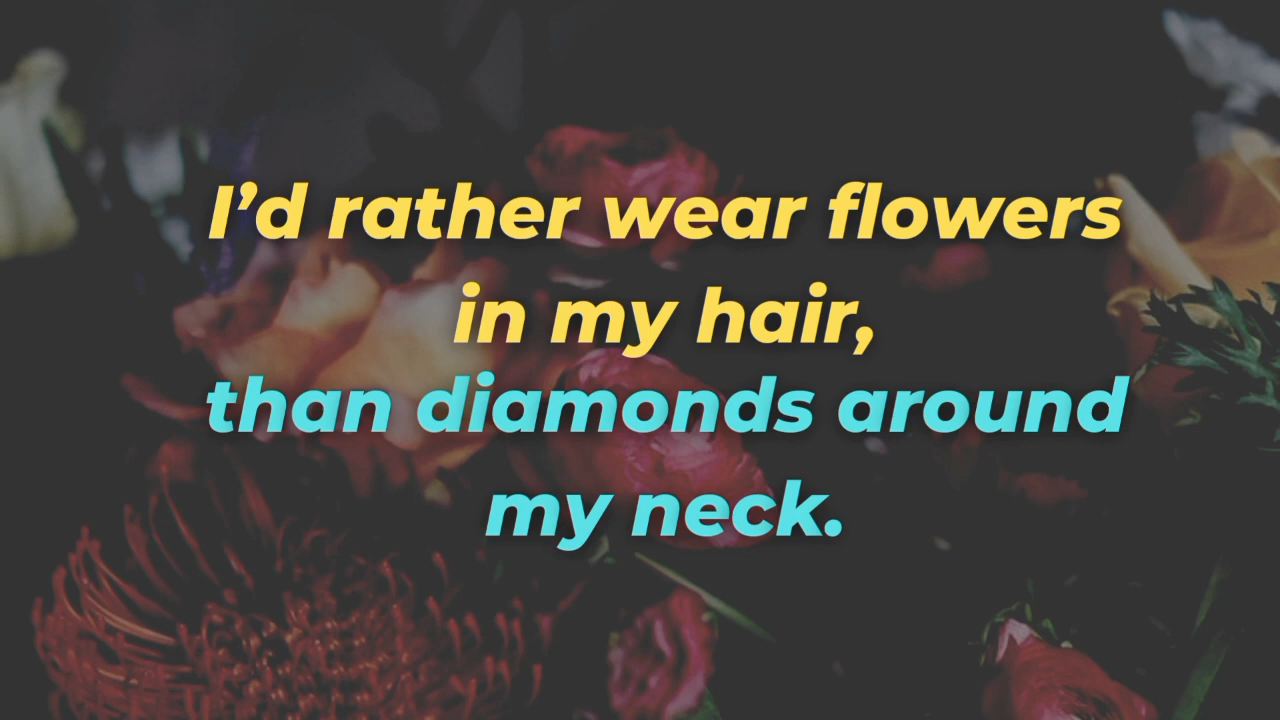 I’d rather wear flowers
in my hair,
than diamonds around
my neck.